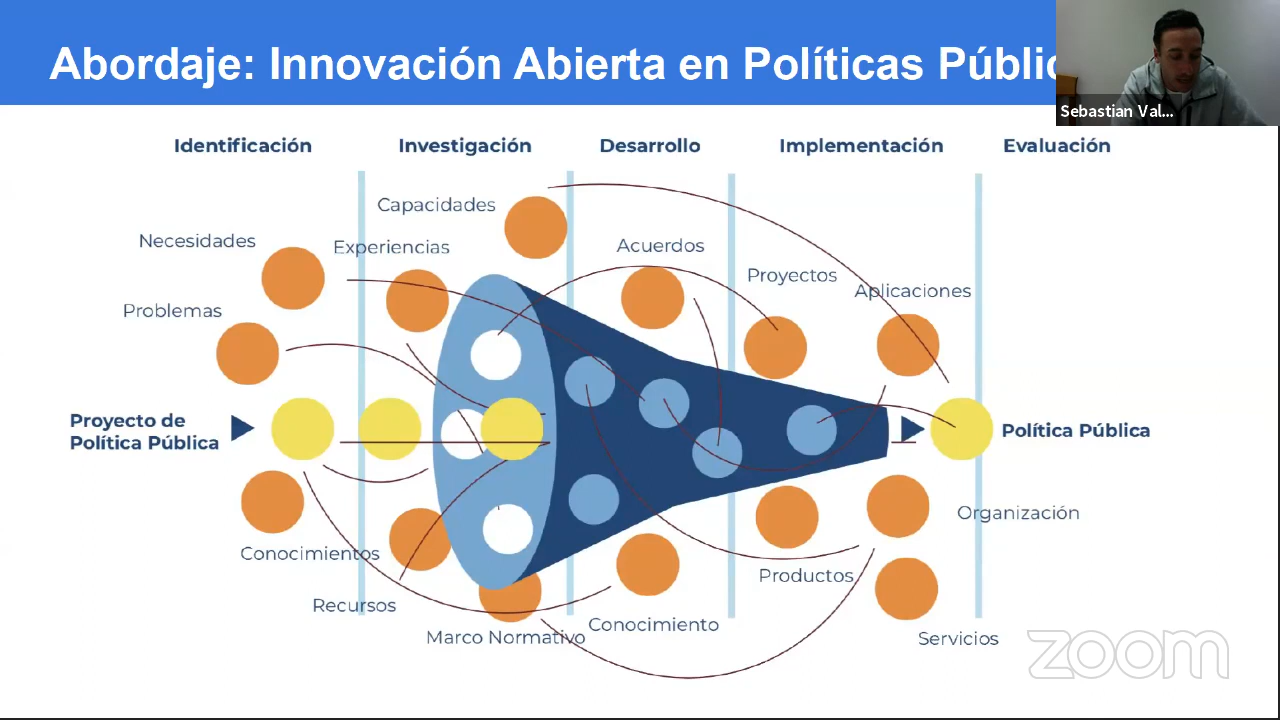 Abordaje: Innovación Abierta en Políticas Públic
Sebastian Val...
Identificación
Investigación
Desarrollo
Implementación
Evaluación
Capacidades
Necesidades
Experiencias
Acuerdos
Proyectos
Aplicaciones
Problemas
Proyecto de
Política Pública
Política Pública
Organización
Conocimientos
Productos
Recursos
Conocimiento
Marco Normativo
Servicios
zoom